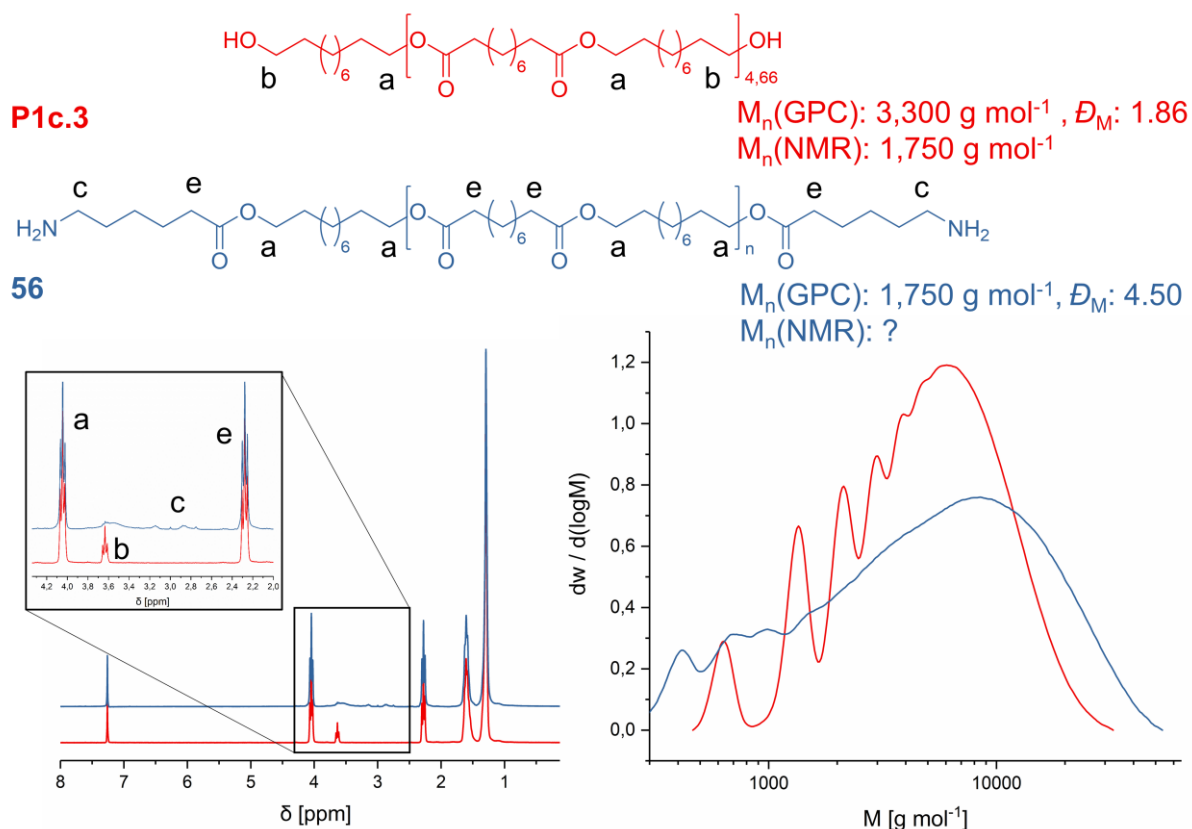 HO
O
O
OH
6
6
6
4,66
b
a
a
b
O
O
P1c.3
Mn(GPC): 3,300 g mol-1 , ĐM: 1.86
Mn(NMR): 1,750 g mol-1
c
e
e
e
e
c
H2N
O
O
O
O
NH2
6
6
6
n
O
a
a
O
O
a
a
O
56
Mn(GPC): 1,750 g mol-1, ĐM: 4.50
Mn(NMR): ?
a
e
c
b
4,2 4,0 3,8 3,6 3,4 3,2 3,0 2,8 2,6 2,4 2,2 2,0
δ [ppm]
8 7 6 5 4 3 2 1
δ [ppm]
1,2
1,0
0,8
0,6
0,4
0,2
0,0
dw / d(logM)
1000 10000
M [g mol-1]